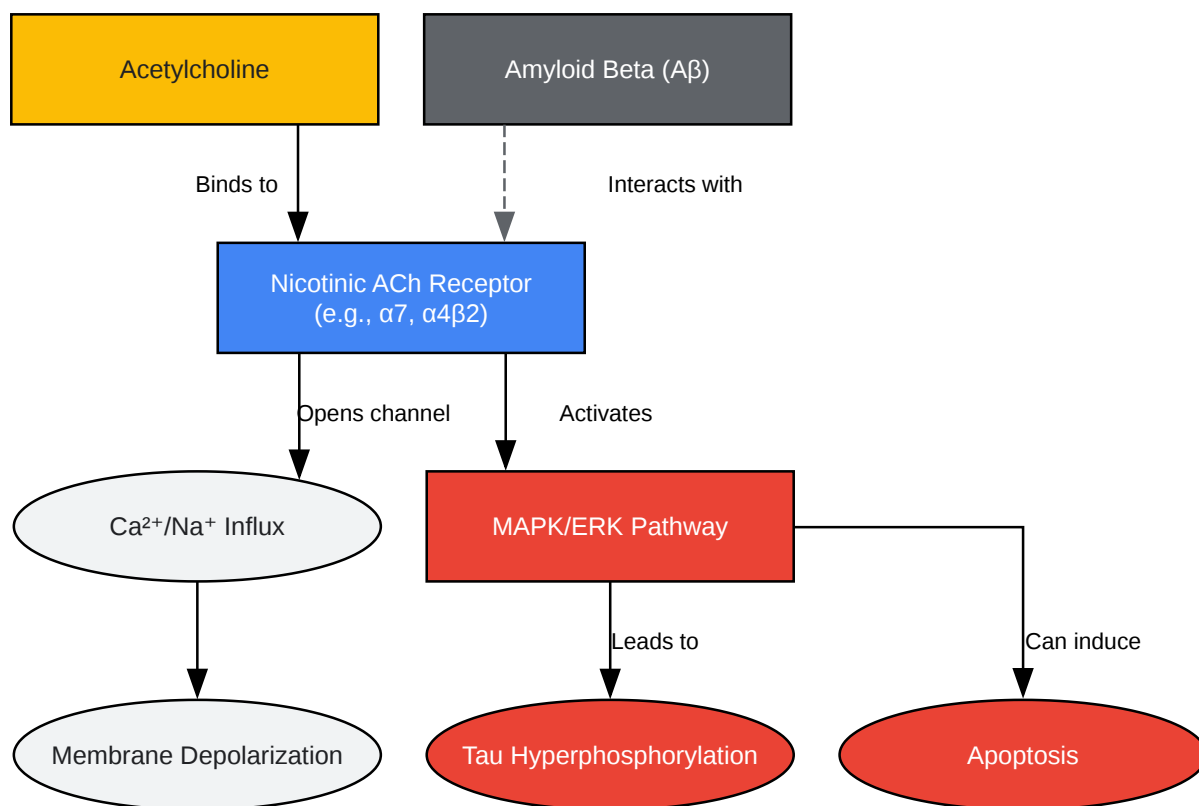 Acetylcholine
Amyloid Beta (Aβ)
Binds to
Interacts with
Nicotinic ACh Receptor
(e.g., α7, α4β2)
Opens channel
Activates
Ca²⁺/Na⁺ Influx
MAPK/ERK Pathway
Leads to
Can induce
Membrane Depolarization
Tau Hyperphosphorylation
Apoptosis